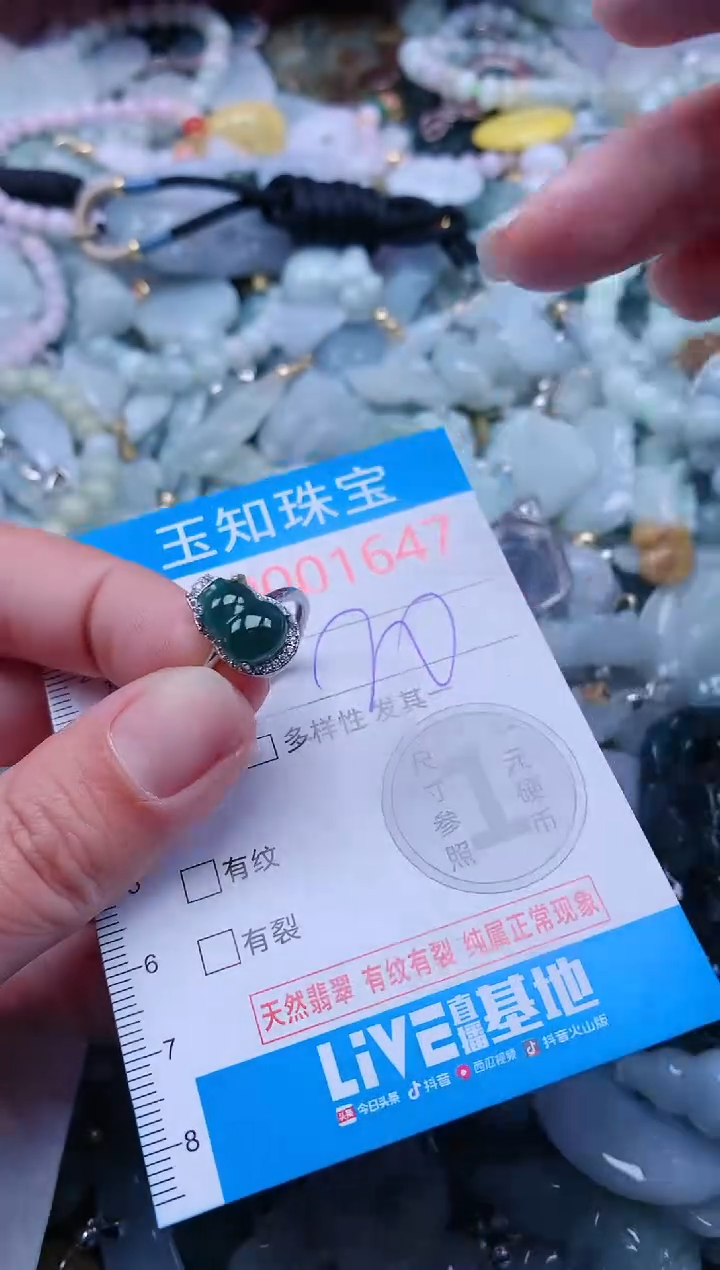 玉知珠宝
001647
多样性 发其
尺寸参照
1
元硬币
有纹
有裂
天然翡翠 有纹有裂 纯属正常现象
LiVE直播基地
头条 今日头条 抖音 西瓜视频 抖音火山版
6
7
8